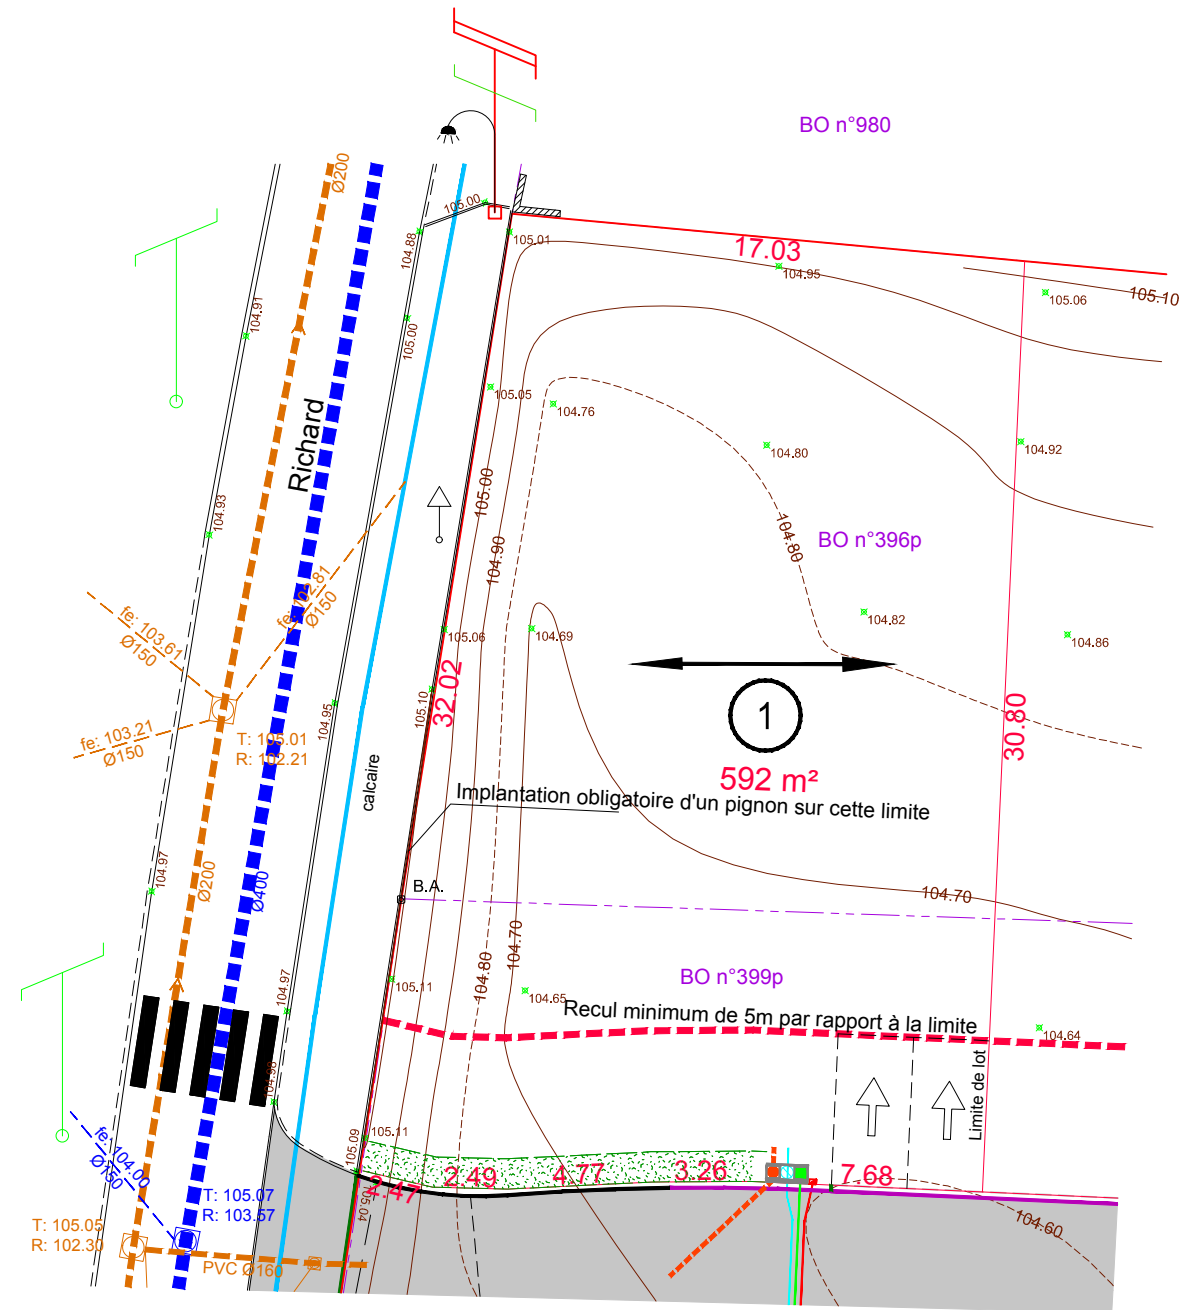 BO n°980
Ø200
105.00
104.88
105.01
17.03
104.95
105.06
105.10
104.91
105.00
105.05
104.76
104.92
Richard
104.80
105.00
104.93
104.90
104.80
BO n°396p
fe: 102.81
Ø150
fe: 103.61
Ø150
105.06
104.69
104.82
104.86
32.02
105.10
104.95
fe: 103.21
Ø150
T: 105.01
R: 102.21
1
30.80
592 m²
calcaire
Implantation obligatoire d'un pignon sur cette limite
104.97
Ø200
Ø400
B.A.
104.70
104.70
104.80
BO n°399p
105.11
104.97
104.65
Recul minimum de 5m par rapport à la limite
104.64
104.98
Limite de lot
105.11
105.09
fe: 104.00
Ø150
2.47
2.49
4.77
3.26
7.68
T: 105.07
R: 103.57
105.04
104.60
T: 105.05
R: 102.30
PVC Ø160